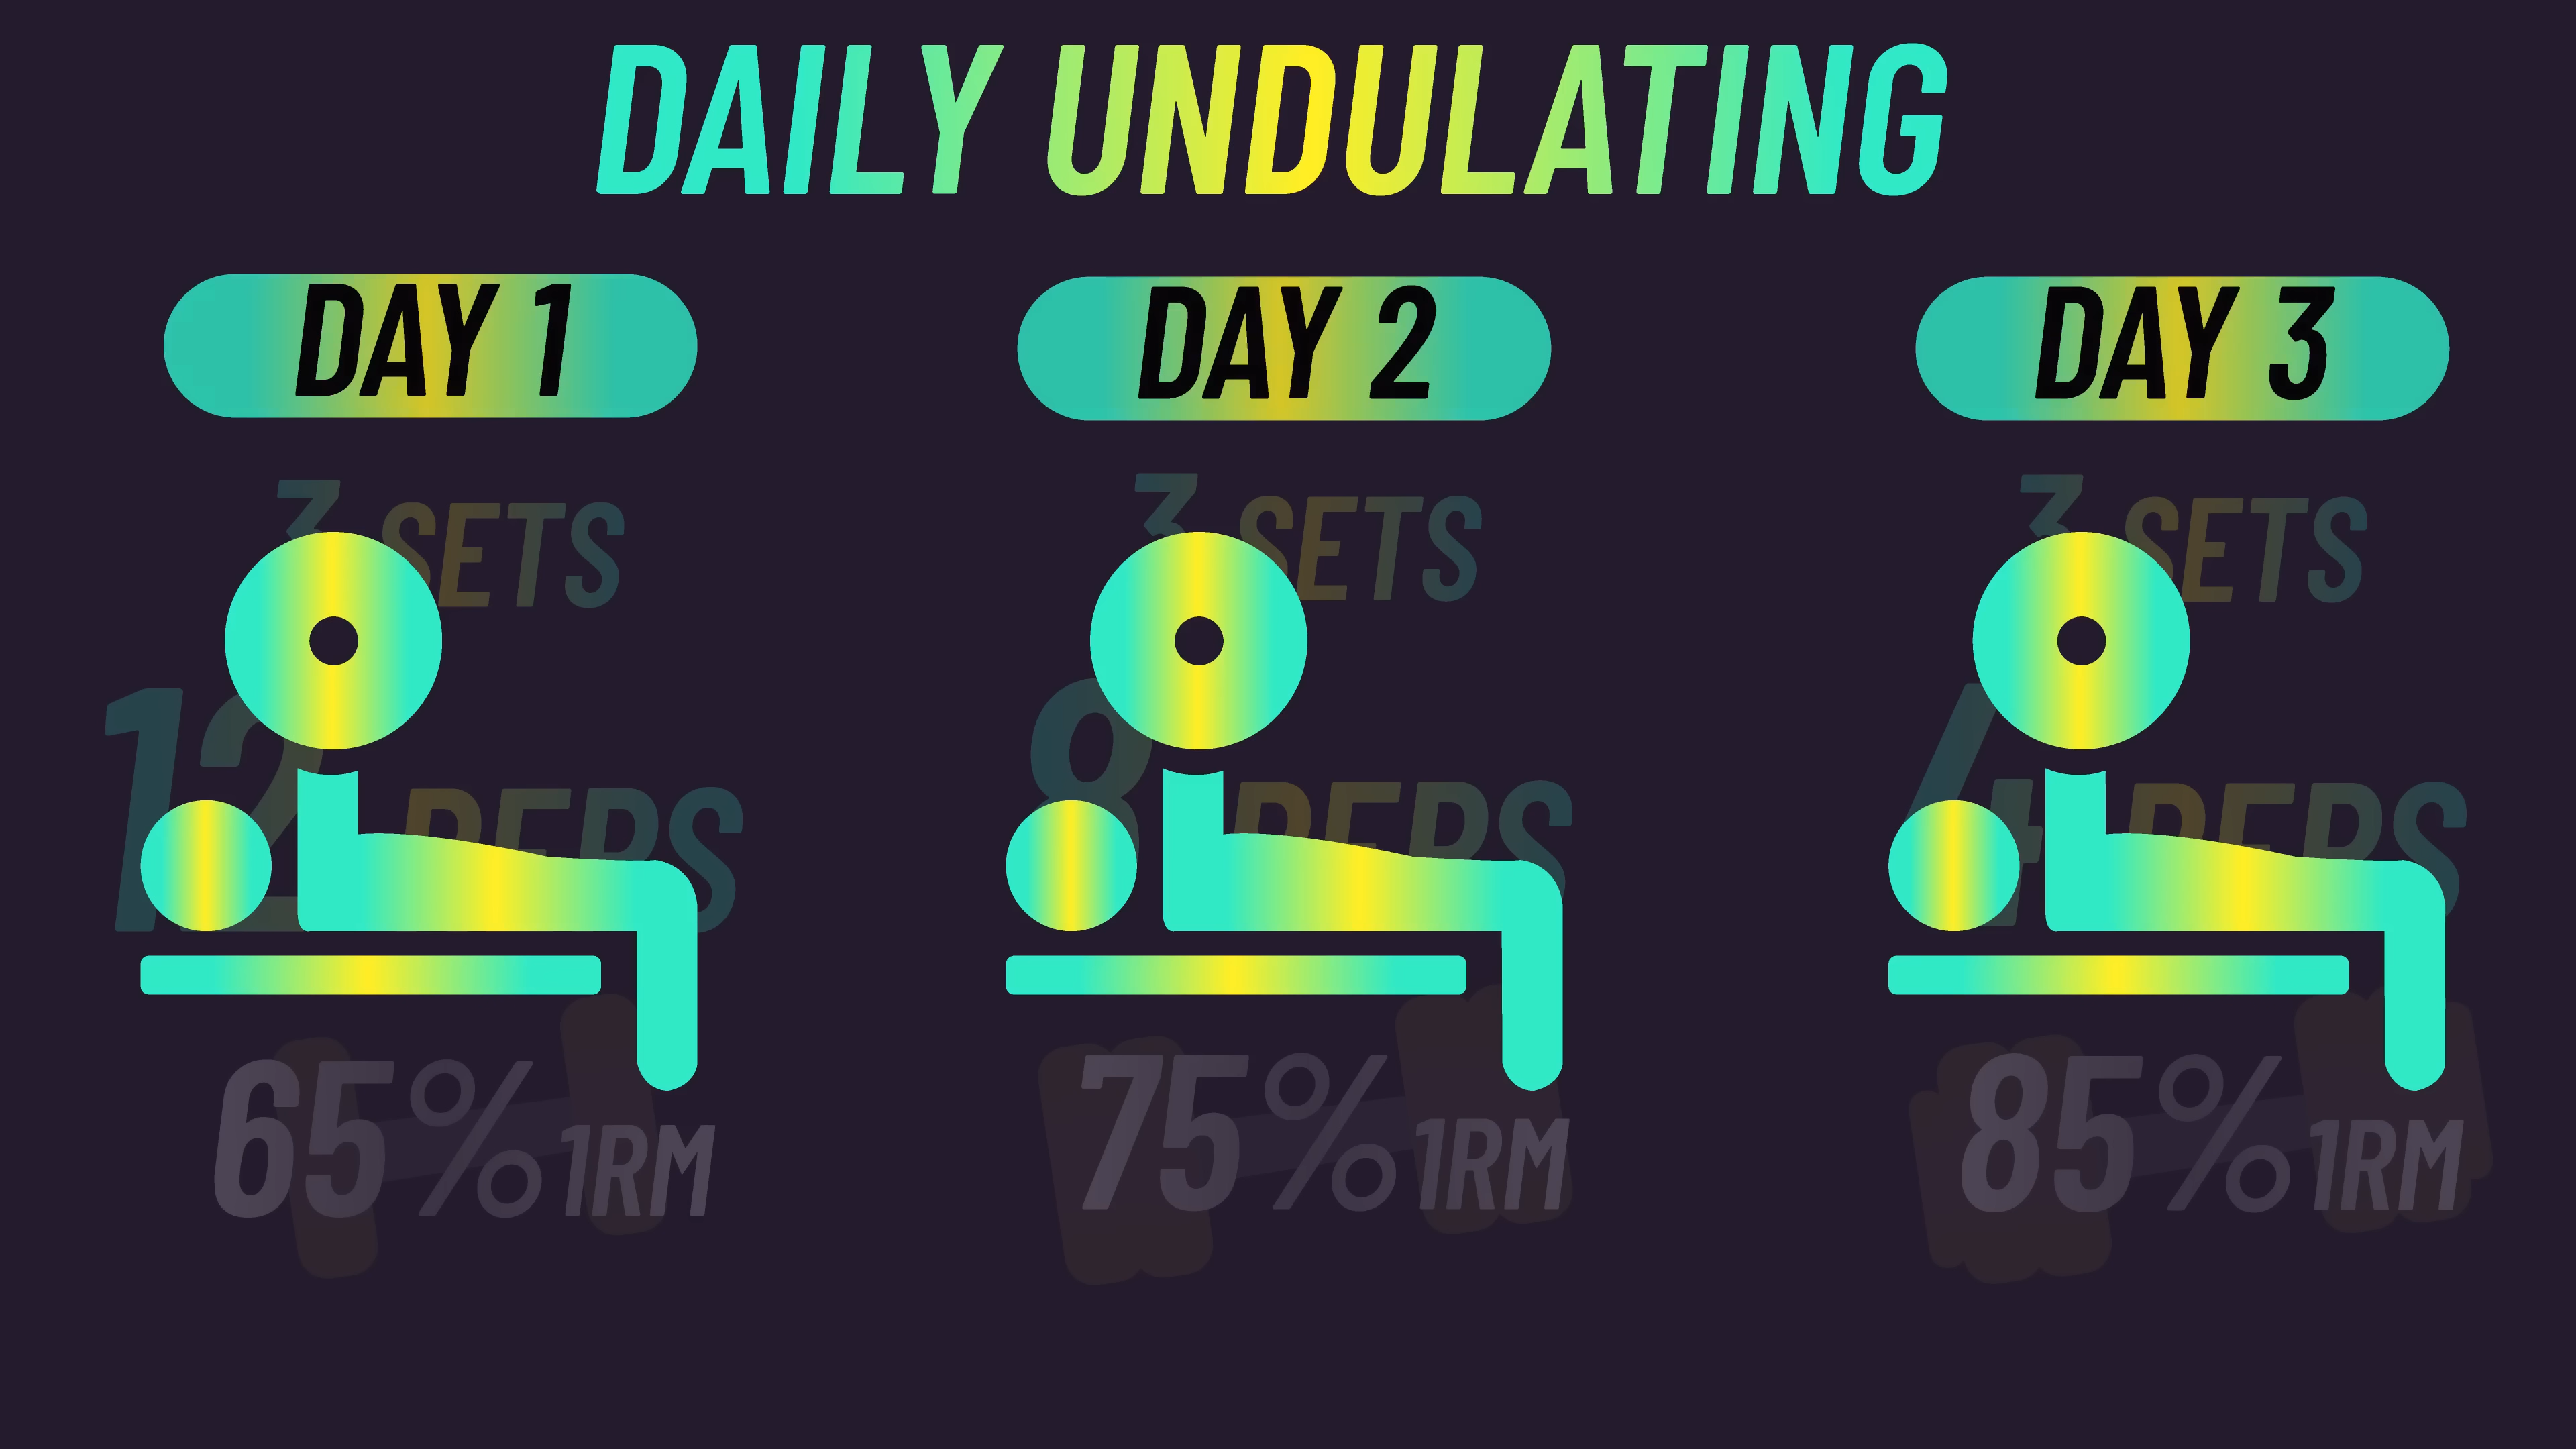 DAILY UNDULATING
DAY 1
DAY 2
DAY 3
3 SETS
3 SETS
3 SETS
12 REPS
8 REPS
4 REPS
65% 1RM
75% 1RM
85% 1RM